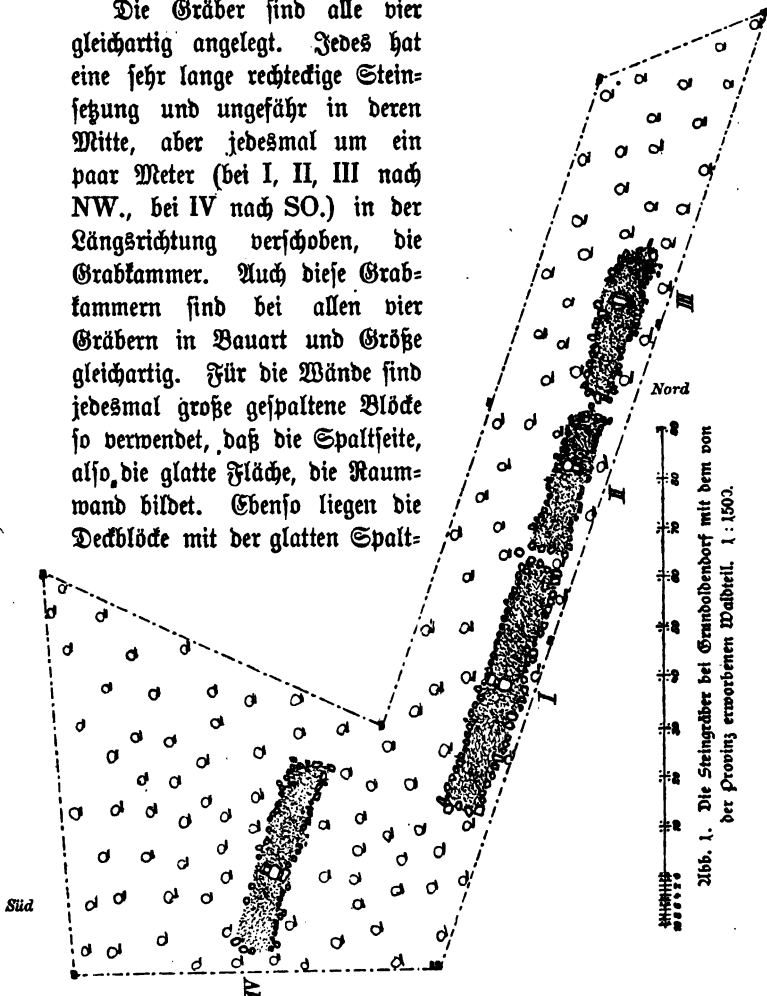 Die Gräber ſind alle vier
gleichartig angelegt. Jedes hat
eine ſehr lange rechteckige Stein-
ſetzung und ungefähr in deren
Mitte, aber jedesmal um ein
paar Meter (bei I, II, III nach
NW., bei IV nach SO.) in der
Längsrichtung verſchoben, die
Grabkammer. Auch dieſe Grab-
kammern ſind bei allen vier
Gräbern in Bauart und Größe
gleichartig. Für die Wände ſind
jedesmal große geſpaltene Blöcke
ſo verwendet, daß die Spaltſeite,
alſo die glatte Fläche, die Raum-
wand bildet. Ebenſo liegen die
Deckblöcke mit der glatten Spalt-
III
Nord
II
I
Süd
IV
Abb. 1. Die Steingräber bei Grundoldendorf mit dem von
der Provinz erworbenen Waldteil. 1 : 1500.